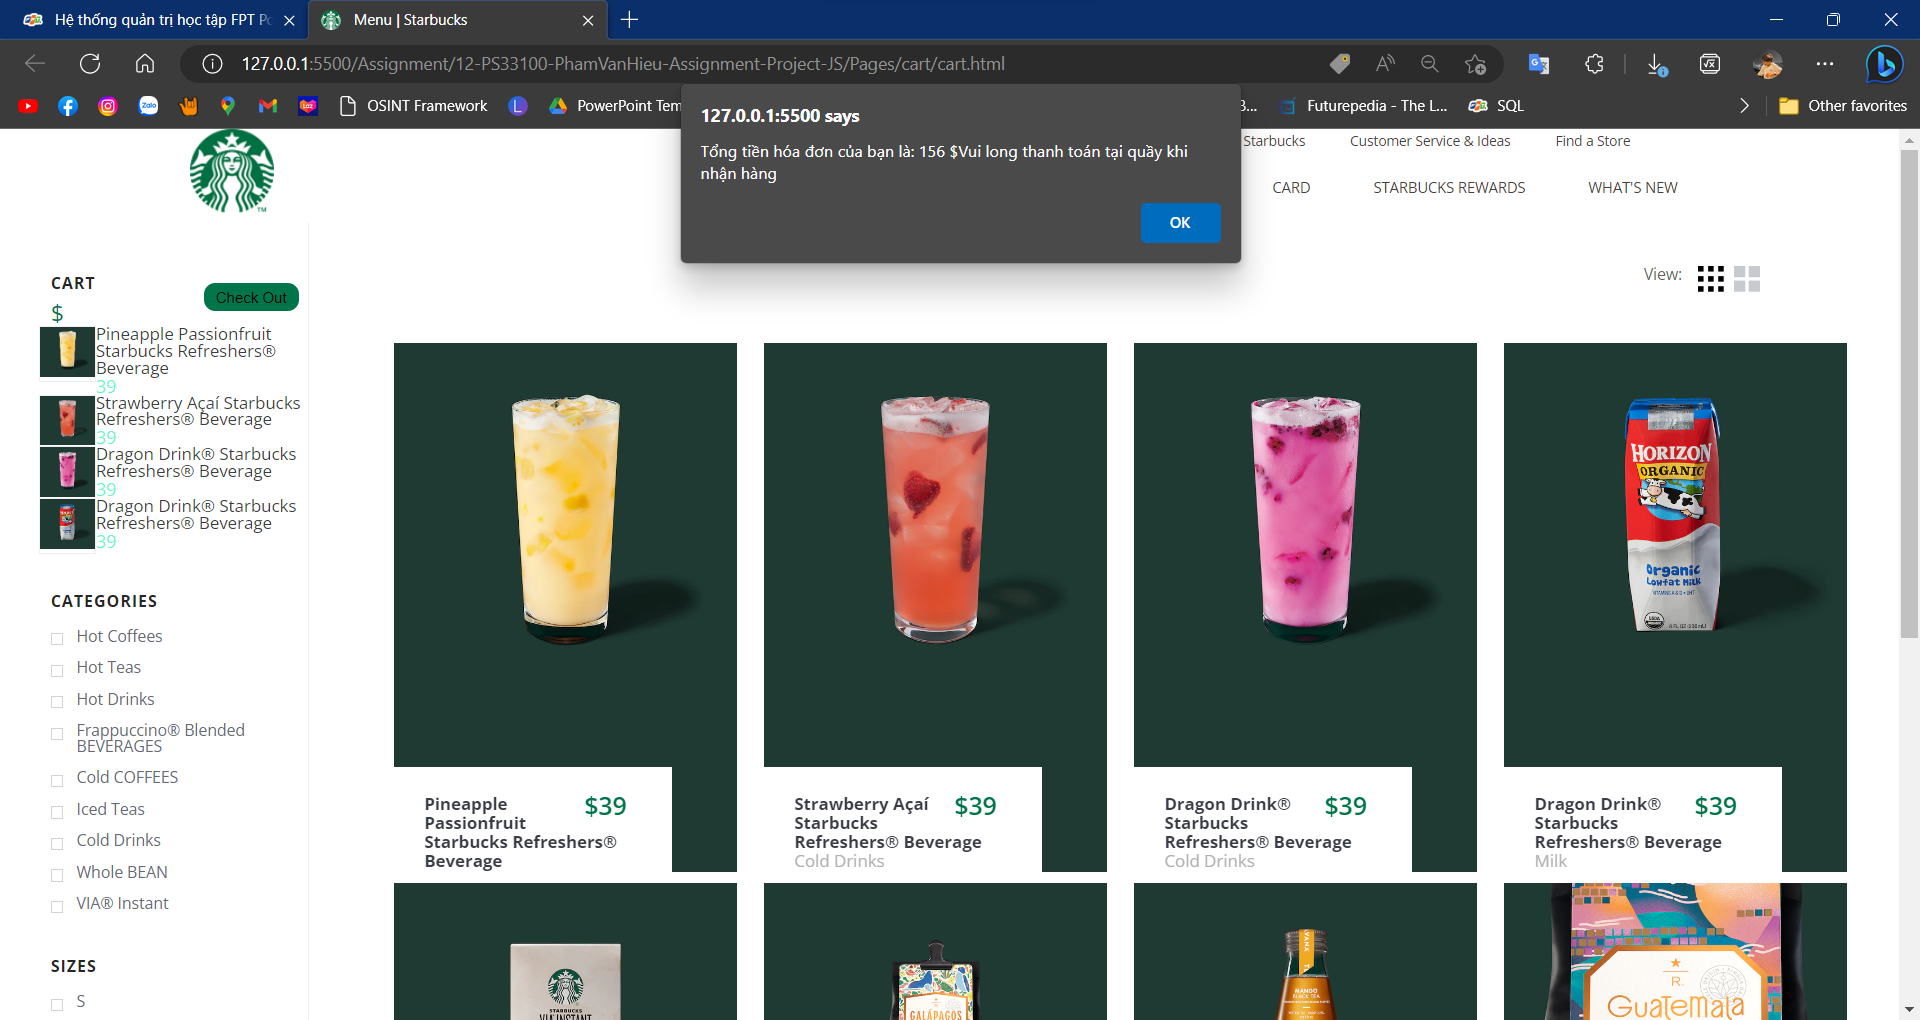 Hệ thống quản trị học tập FPT Po
Menu | Starbucks
127.0.0.1:5500/Assignment/12-PS33100-PhamVanHieu-Assignment-Project-JS/Pages/cart/cart.html
OSINT Framework
L
PowerPoint Tem
B...
Futurepedia - The L...
SQL
Other favorites
127.0.0.1:5500 says
Tổng tiền hóa đơn của bạn là: 156 $Vui long thanh toán tại quầy khi
nhận hàng
OK
Starbucks
Customer Service & Ideas
Find a Store
CARD
STARBUCKS REWARDS
WHAT'S NEW
View:
CART
$
Check Out
Pineapple Passionfruit
Starbucks Refreshers®
Beverage
39
Strawberry Açaí Starbucks
Refreshers® Beverage
39
Dragon Drink® Starbucks
Refreshers® Beverage
39
Dragon Drink® Starbucks
Refreshers® Beverage
39
CATEGORIES
Hot Coffees
Hot Teas
Hot Drinks
Frappuccino® Blended
BEVERAGES
Cold COFFEES
Iced Teas
Cold Drinks
Whole BEAN
VIA® Instant
SIZES
S
HORIZON
ORGANIC
Organic
Lowfat Milk
Pineapple
Passionfruit
Starbucks Refreshers®
Beverage
$39
Strawberry Açaí
Starbucks
Refreshers® Beverage
Cold Drinks
$39
Dragon Drink®
Starbucks
Refreshers® Beverage
Cold Drinks
$39
Dragon Drink®
Starbucks
Refreshers® Beverage
Milk
$39
STARBUCKS
VIA INSTANT
GALÁPAGOS
MANGO
BLACK TEA
R
GuaTemala